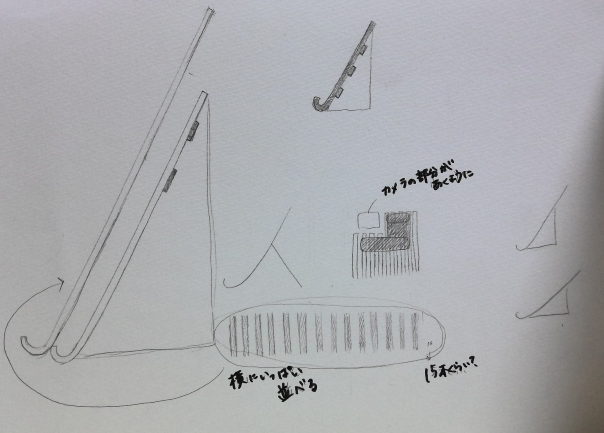 カメラの部分が
あくように
横にいっぱい
並べる
15本くらい?